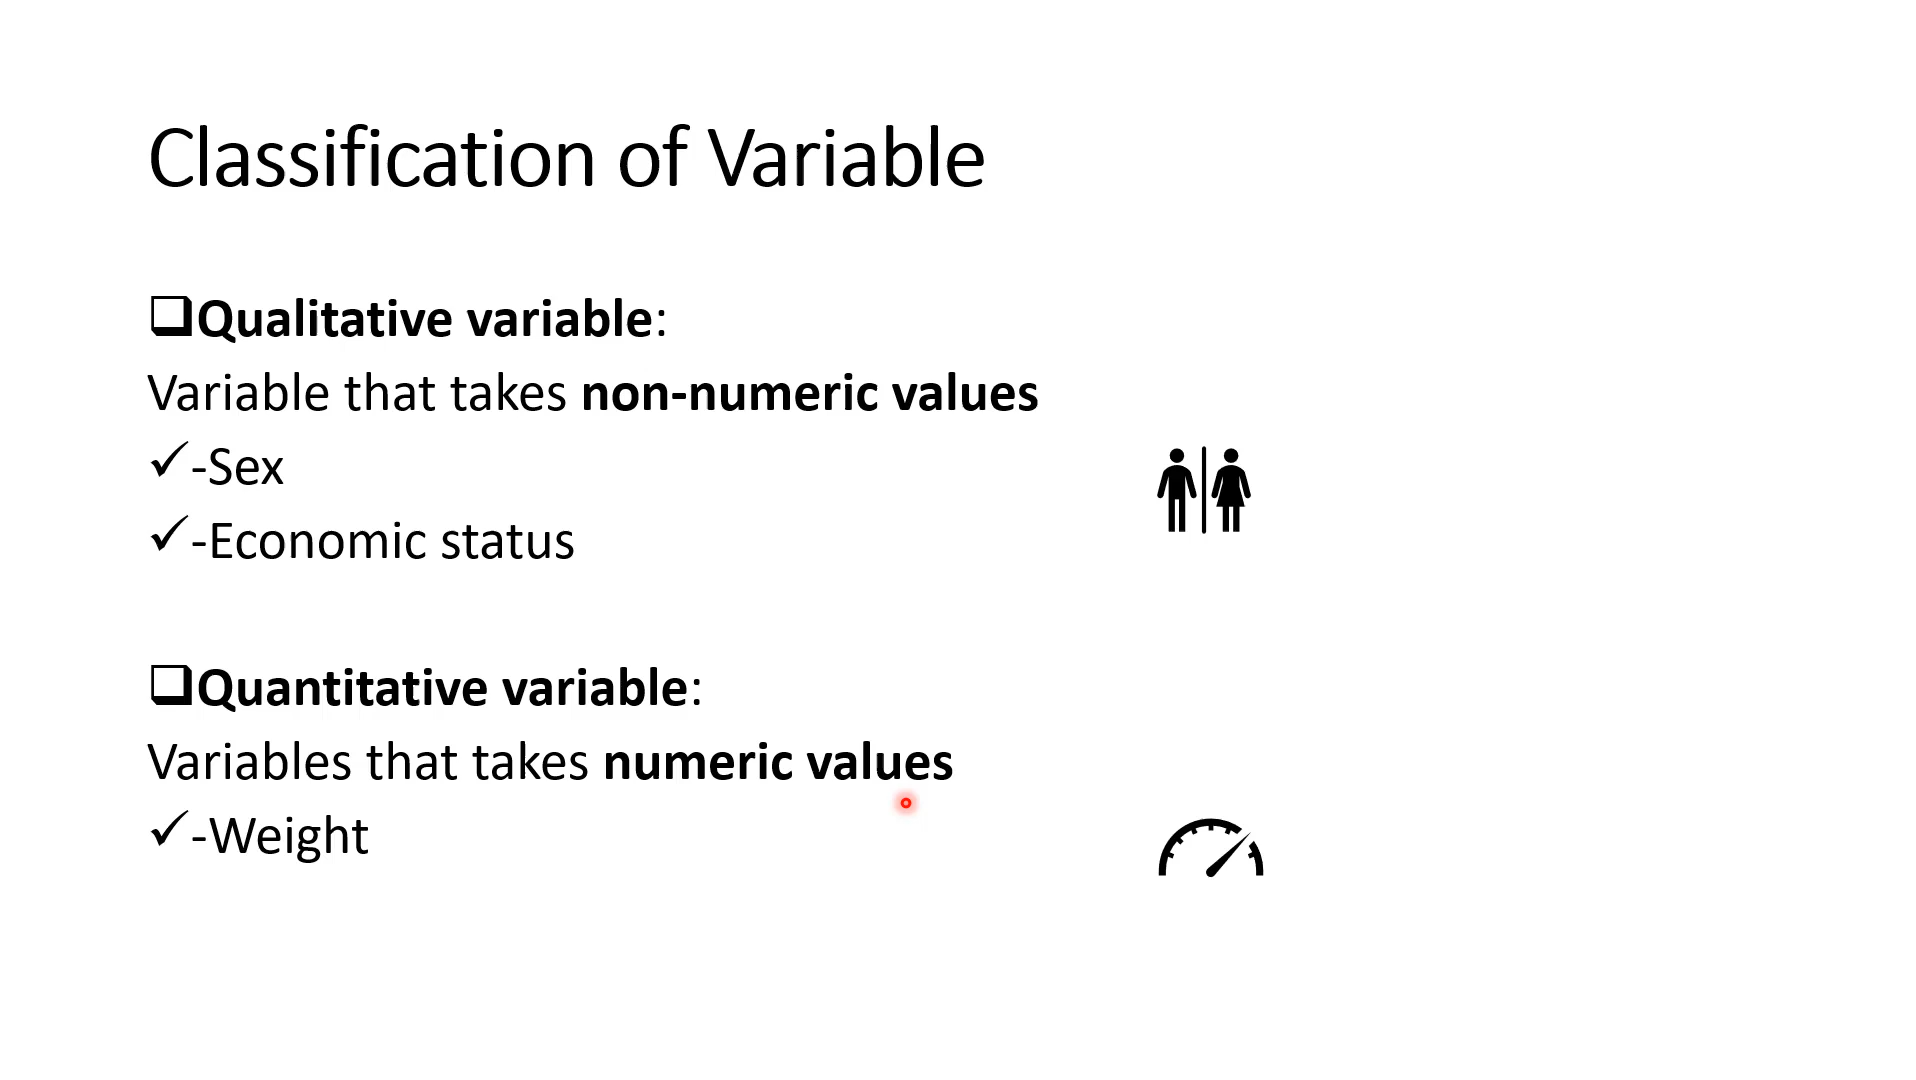 Classification of Variable
❑Qualitative variable:
Variable that takes non-numeric values
✓-Sex
✓-Economic status
❑Quantitative variable:
Variables that takes numeric values
✓-Weight